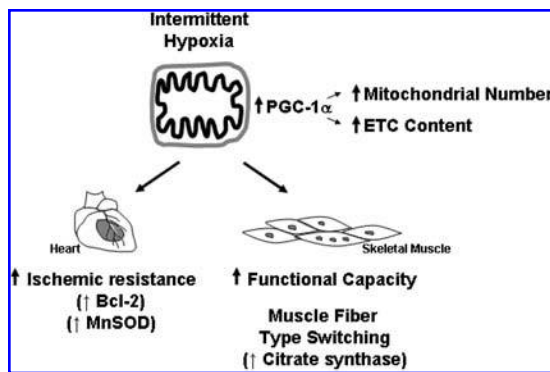 Intermittent
Hypoxia
↑PGC-1α
↑Mitochondrial Number
↑ETC Content
Heart
Skeletal Muscle
↑ Ischemic resistance
(↑ Bcl-2)
(↑ MnSOD)
↑ Functional Capacity
Muscle Fiber
Type Switching
(↑ Citrate synthase)